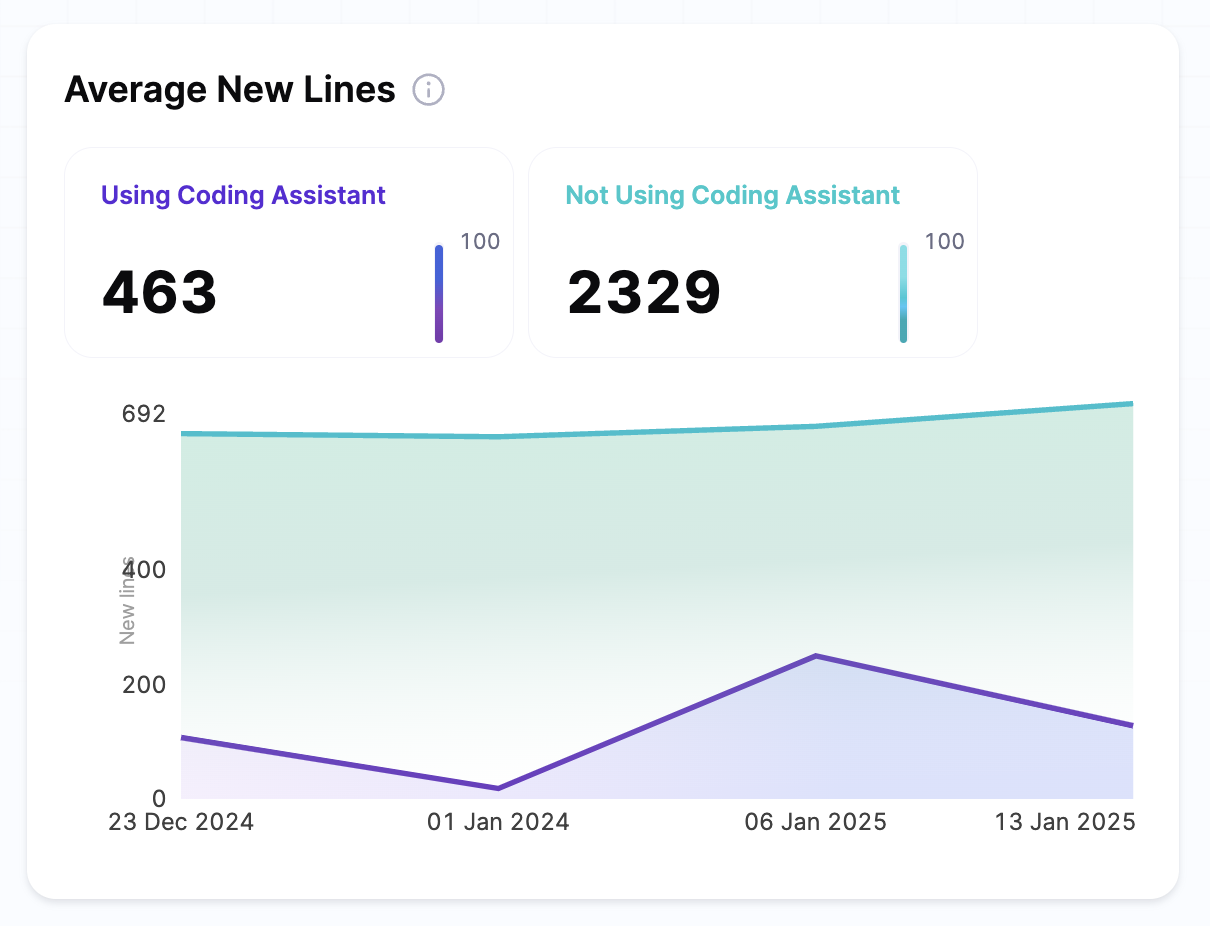 Average New Lines
Using Coding Assistant
100
463
Not Using Coding Assistant
100
2329
692
400
200
0
New lines
23 Dec 2024
01 Jan 2024
06 Jan 2025
13 Jan 2025